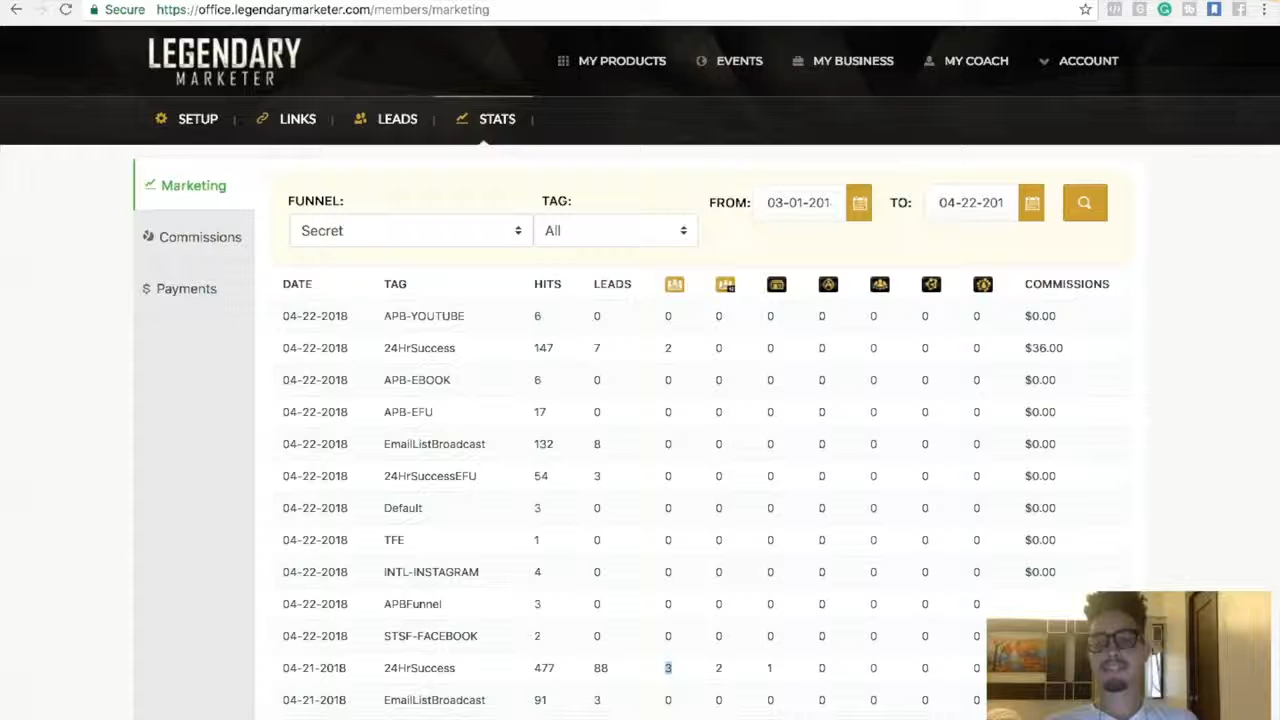 Secure https://office.legendarymarketer.com/members/marketing
LEGENDARY
MARKETER
MY PRODUCTS EVENTS MY BUSINESS MY COACH ACCOUNT
SETUP | LINKS | LEADS | STATS |
Marketing
Commissions
$ Payments
FUNNEL: TAG: FROM: 03-01-201 TO: 04-22-201
Secret All
DATE TAG HITS LEADS COMMISSIONS
04-22-2018 APB-YOUTUBE 6 0 0 0 0 0 0 0 0 $0.00
04-22-2018 24HrSuccess 147 7 2 0 0 0 0 0 0 $36.00
04-22-2018 APB-EBOOK 6 0 0 0 0 0 0 0 0 $0.00
04-22-2018 APB-EFU 17 0 0 0 0 0 0 0 0 $0.00
04-22-2018 EmailListBroadcast 132 8 0 0 0 0 0 0 0 $0.00
04-22-2018 24HrSuccessEFU 54 3 0 0 0 0 0 0 0 $0.00
04-22-2018 Default 3 0 0 0 0 0 0 0 0 $0.00
04-22-2018 TFE 1 0 0 0 0 0 0 0 0 $0.00
04-22-2018 INTL-INSTAGRAM 4 0 0 0 0 0 0 0 0 $0.00
04-22-2018 APBFunnel 3 0 0 0 0 0 0 0 0
04-22-2018 STSF-FACEBOOK 2 0 0 0 0 0 0 0 0
04-21-2018 24HrSuccess 477 88 3 2 1 0 0 0 0
04-21-2018 EmailListBroadcast 91 3 0 0 0 0 0 0 0